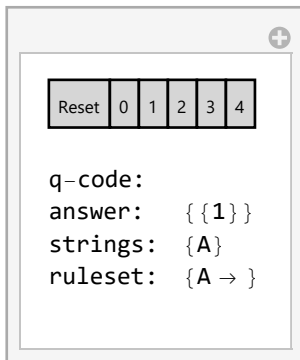 Reset 0 1 2 3 4
q-code:
answer: {{1}}
strings: {A}
ruleset: {A → }